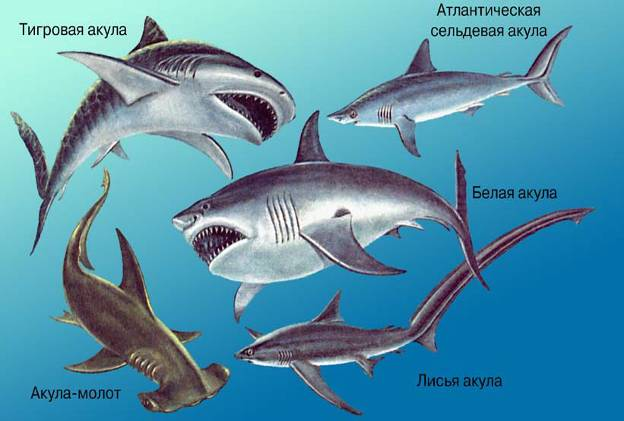 Тигровая акула
Атлантическая
сельдевая акула
Белая акула
Лисья акула
Акула-молот